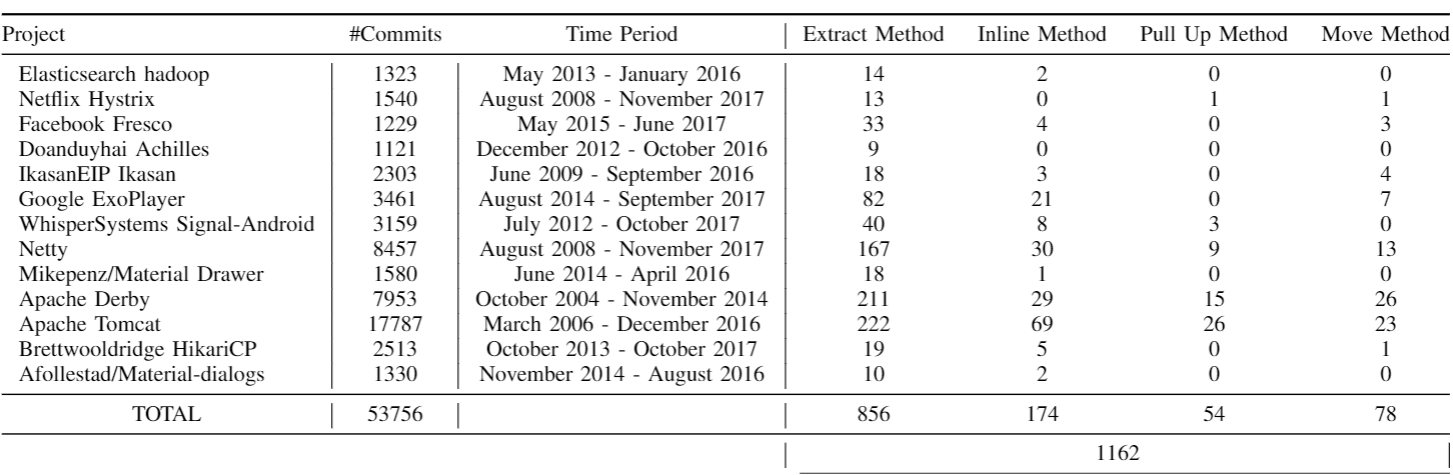 Project #Commits Time Period Extract Method Inline Method Pull Up Method Move Method
Elasticsearch hadoop 1323 May 2013 - January 2016 14 2 0 0
Netflix Hystrix 1540 August 2008 - November 2017 13 0 1 1
Facebook Fresco 1229 May 2015 - June 2017 33 4 0 3
Doanduyhai Achilles 1121 December 2012 - October 2016 9 0 0 0
IkasanEIP Ikasan 2303 June 2009 - September 2016 18 3 0 4
Google ExoPlayer 3461 August 2014 - September 2017 82 21 0 7
WhisperSystems Signal-Android 3159 July 2012 - October 2017 40 8 3 0
Netty 8457 August 2008 - November 2017 167 30 9 13
Mikepenz/Material Drawer 1580 June 2014 - April 2016 18 1 0 0
Apache Derby 7953 October 2004 - November 2014 211 29 15 26
Apache Tomcat 17787 March 2006 - December 2016 222 69 26 23
Brettwooldridge HikariCP 2513 October 2013 - October 2017 19 5 0 1
Afollestad/Material-dialogs 1330 November 2014 - August 2016 10 2 0 0
TOTAL 53756 856 174 54 78
1162